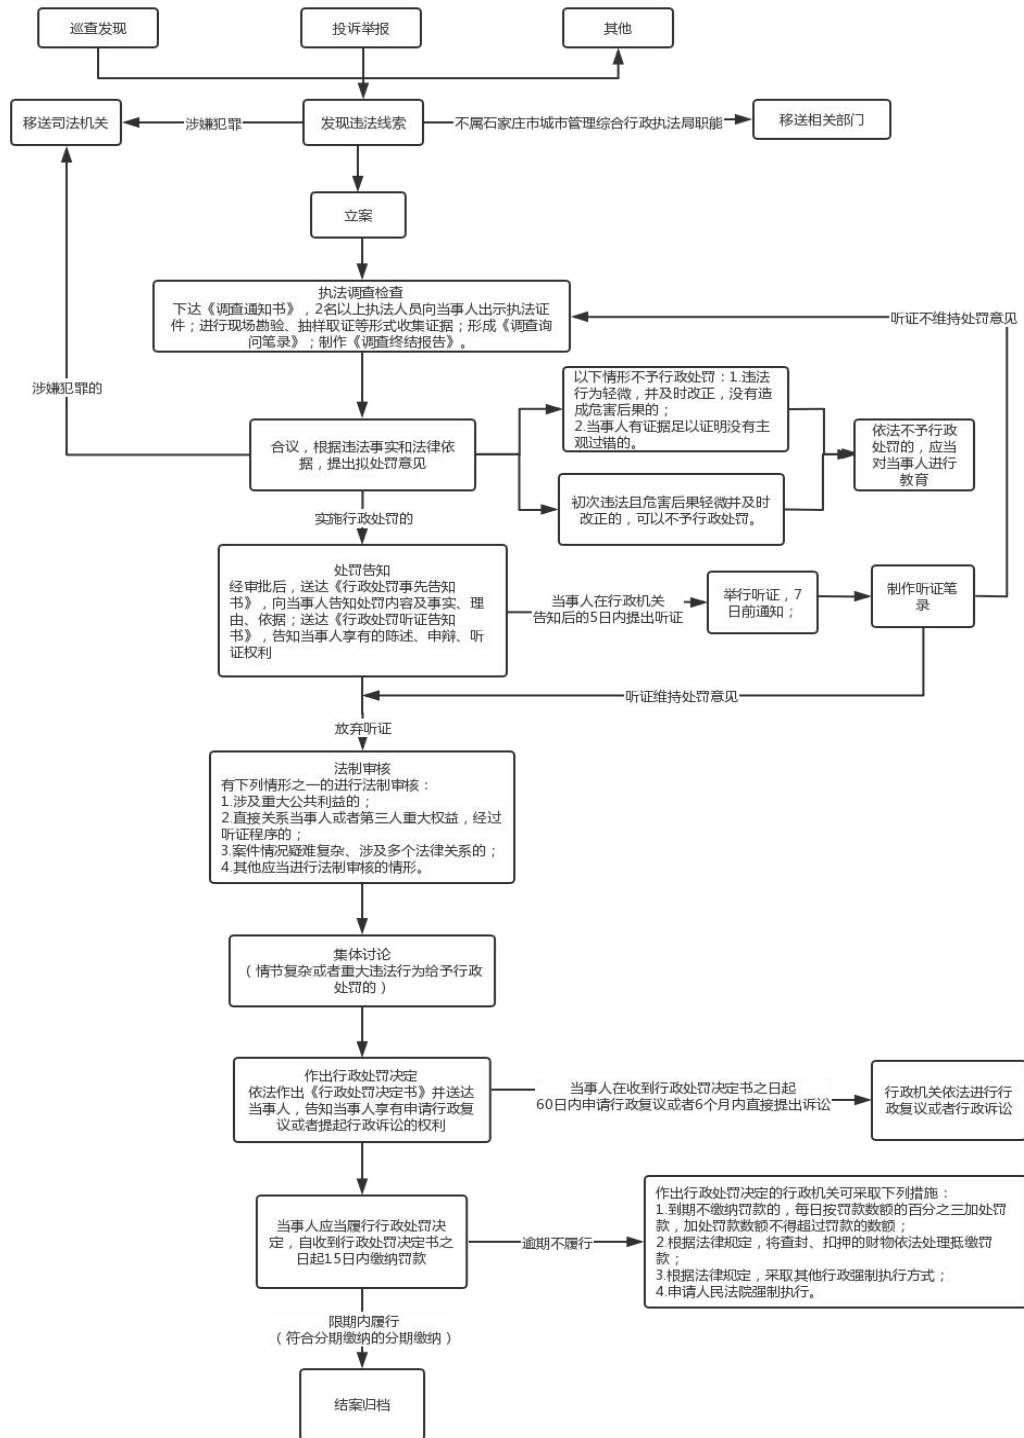 巡查发现
投诉举报
其他
移送司法机关
涉嫌犯罪
发现违法线索
不属石家庄市城市管理综合行政执法局职能
移送相关部门
立案
执法调查检查
下达《调查通知书》，2名以上执法人员向当事人出示执法证
件；进行现场勘验、抽样取证等形式收集证据；形成《调查询
问笔录》；制作《调查终结报告》。
听证不维持处罚意见
涉嫌犯罪的
合议，根据违法事实和法律依
据，提出拟处罚意见
以下情形不予行政处罚：1.违法
行为轻微，并及时改正，没有造
成危害后果的；
2.当事人有证据足以证明没有主
观过错的。
初次违法且危害后果轻微并及时
改正的，可以不予行政处罚。
依法不予行政
处罚的，应当
对当事人进行
教育
实施行政处罚的
处罚告知
经审批后，送达《行政处罚事先告知
书》，向当事人告知处罚内容及事实、理
由、依据；送达《行政处罚听证告知
书》，告知当事人享有的陈述、申辩、听
证权利
当事人在行政机关
告知后的5日内提出听证
举行听证，7
日前通知；
制作听证笔
录
听证维持处罚意见
放弃听证
法制审核
有下列情形之一的进行法制审核：
1.涉及重大公共利益的；
2.直接关系当事人或者第三人重大权益，经过
听证程序的；
3.案件情况疑难复杂、涉及多个法律关系的；
4.其他应当进行法制审核的情形。
集体讨论
（情节复杂或者重大违法行为给予行政
处罚的）
作出行政处罚决定
依法作出《行政处罚决定书》并送达
当事人，告知当事人享有申请行政复
议或者提起行政诉讼的权利
当事人在收到行政处罚决定书之日起
60日内申请行政复议或者6个月内直接提出诉讼
行政机关依法进行行
政复议或者行政诉讼
当事人应当履行行政处罚决
定，自收到行政处罚决定书之
日起15日内缴纳罚款
逾期不履行
作出行政处罚决定的行政机关可采取下列措施：
1.到期不缴纳罚款的，每日按罚款数额的百分之三加处罚
款，加处罚款数额不得超过罚款的数额；
2.根据法律规定，将查封、扣押的财物依法处理抵缴罚
款；
3.根据法律规定，采取其他行政强制执行方式；
4.申请人民法院强制执行。
限期内履行
（符合分期缴纳的分期缴纳）
结案归档